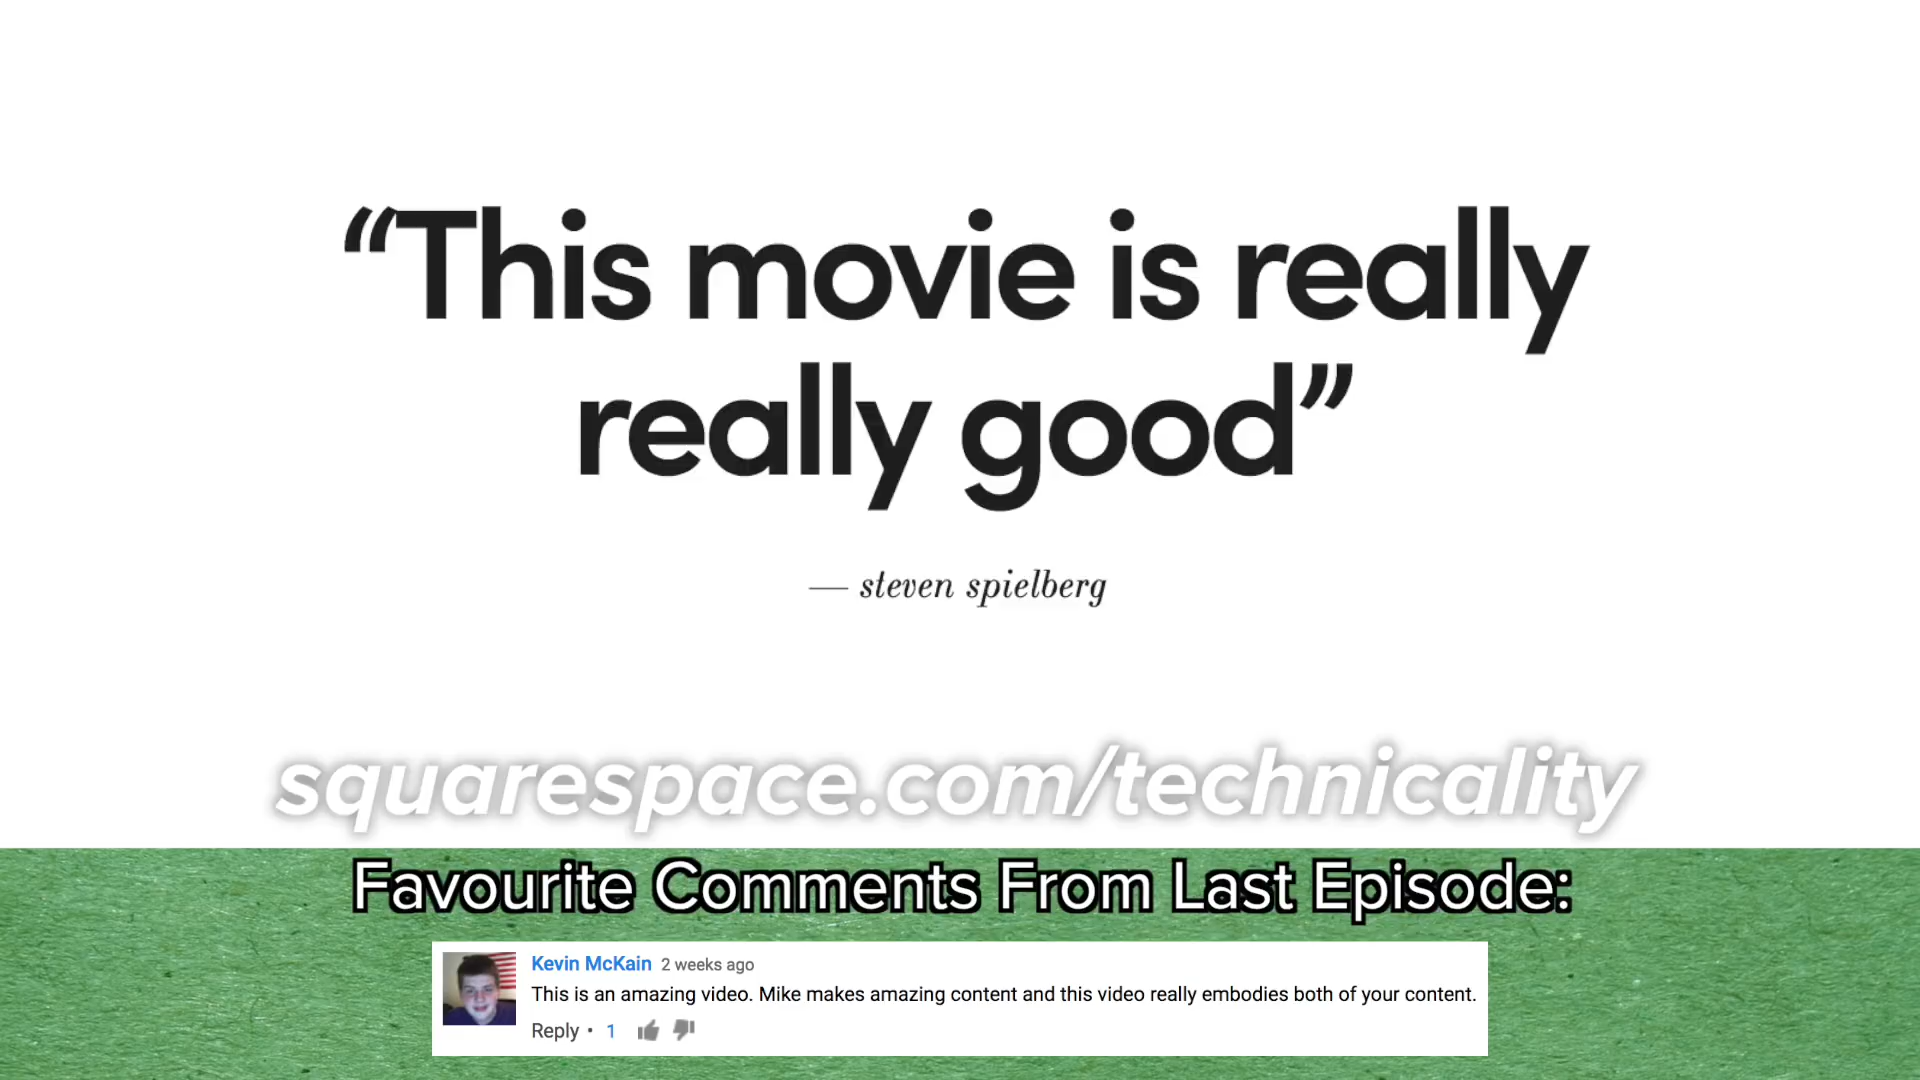 “This movie is really
really good”
— steven spielberg
squarespace.com/technicality
Favourite Comments From Last Episode:
Kevin McKain 2 weeks ago
This is an amazing video. Mike makes amazing content and this video really embodies both of your content.
Reply • 1